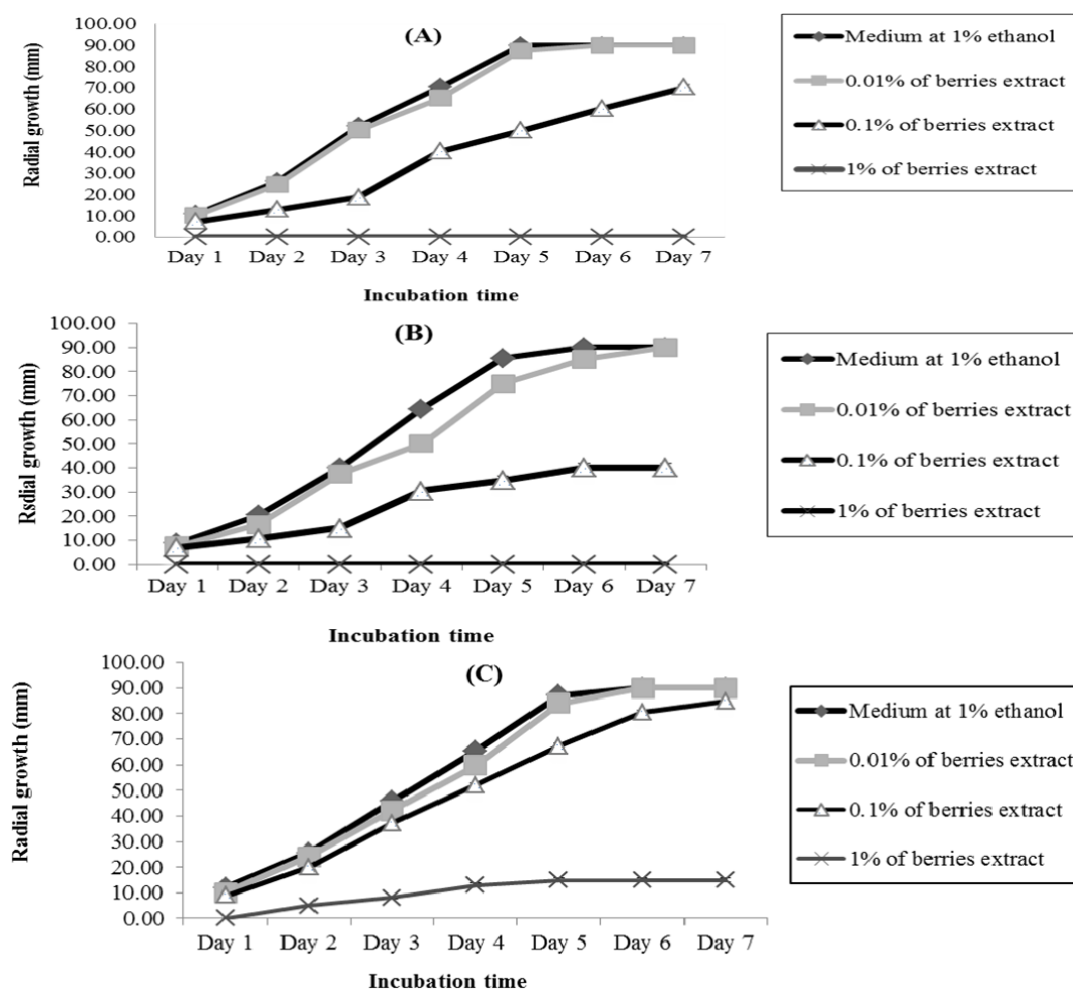 (A)
Radial growth (mm)
100.00
90.00
80.00
70.00
60.00
50.00
40.00
30.00
20.00
10.00
0.00
Day 1 Day 2 Day 3 Day 4 Day 5 Day 6 Day 7
Incubation time
Medium at 1% ethanol
0.01% of berries extract
0.1% of berries extract
1% of berries extract
(B)
Rsdial growth (mm)
100.00
90.00
80.00
70.00
60.00
50.00
40.00
30.00
20.00
10.00
0.00
Day 1 Day 2 Day 3 Day 4 Day 5 Day 6 Day 7
Incubation time
Medium at 1% ethanol
0.01% of berries extract
0.1% of berries extract
1% of berries extract
(C)
Radial growth (mm)
100.00
90.00
80.00
70.00
60.00
50.00
40.00
30.00
20.00
10.00
0.00
Day 1 Day 2 Day 3 Day 4 Day 5 Day 6 Day 7
Incubation time
Medium at 1% ethanol
0.01% of berries extract
0.1% of berries extract
1% of berries extract